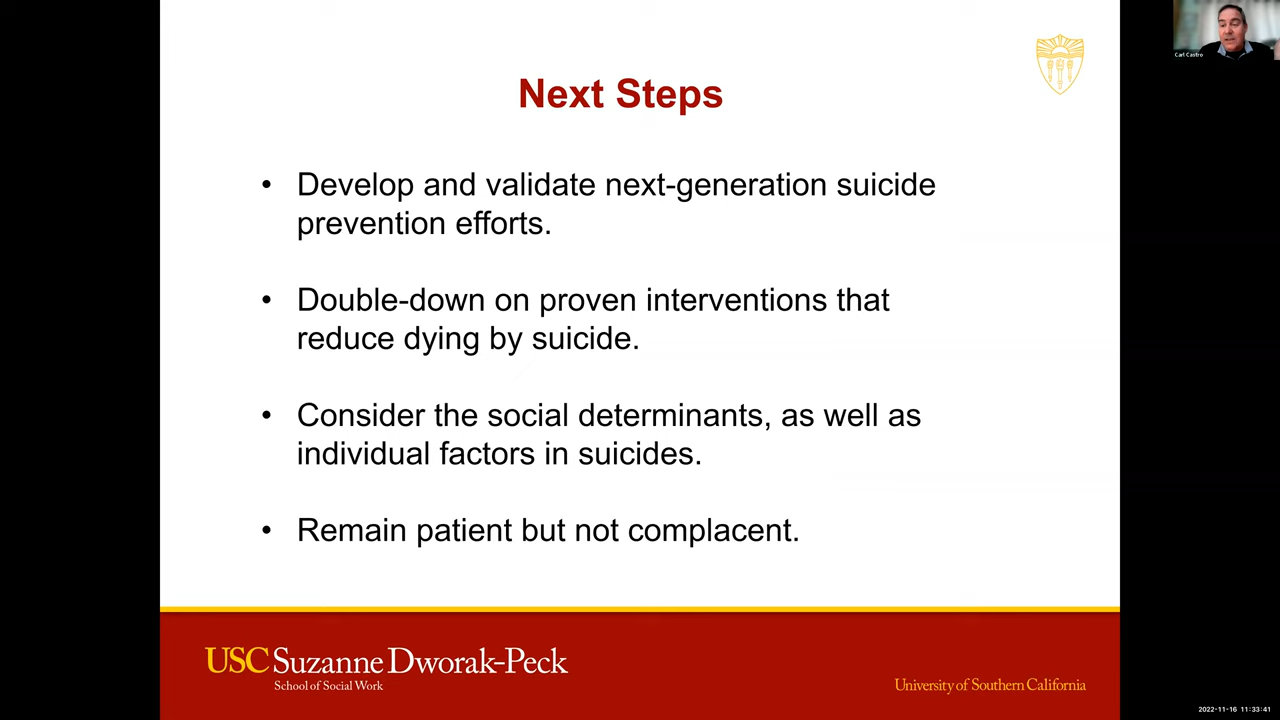 Carl Castro
Next Steps
• Develop and validate next-generation suicide
prevention efforts.
• Double-down on proven interventions that
reduce dying by suicide.
• Consider the social determinants, as well as
individual factors in suicides.
• Remain patient but not complacent.
USC Suzanne Dworak-Peck
School of Social Work
University of Southern California
2022-11-16 11:33:41